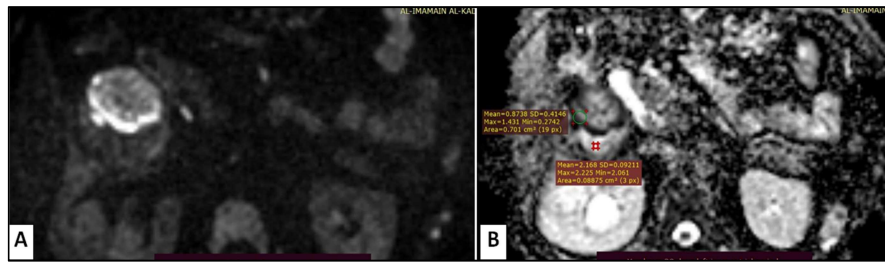 AL-IMAMAIN AL-KAD
A
AL-IMAMAIN
Mean=0.8738 SD=0.4146
Max=1.431 Min=0.2742
Area=0.701 cm² (19 px)
Mean=2.168 SD=0.09211
Max=2.225 Min=2.061
Area=0.08875 cm² (3 px)
B